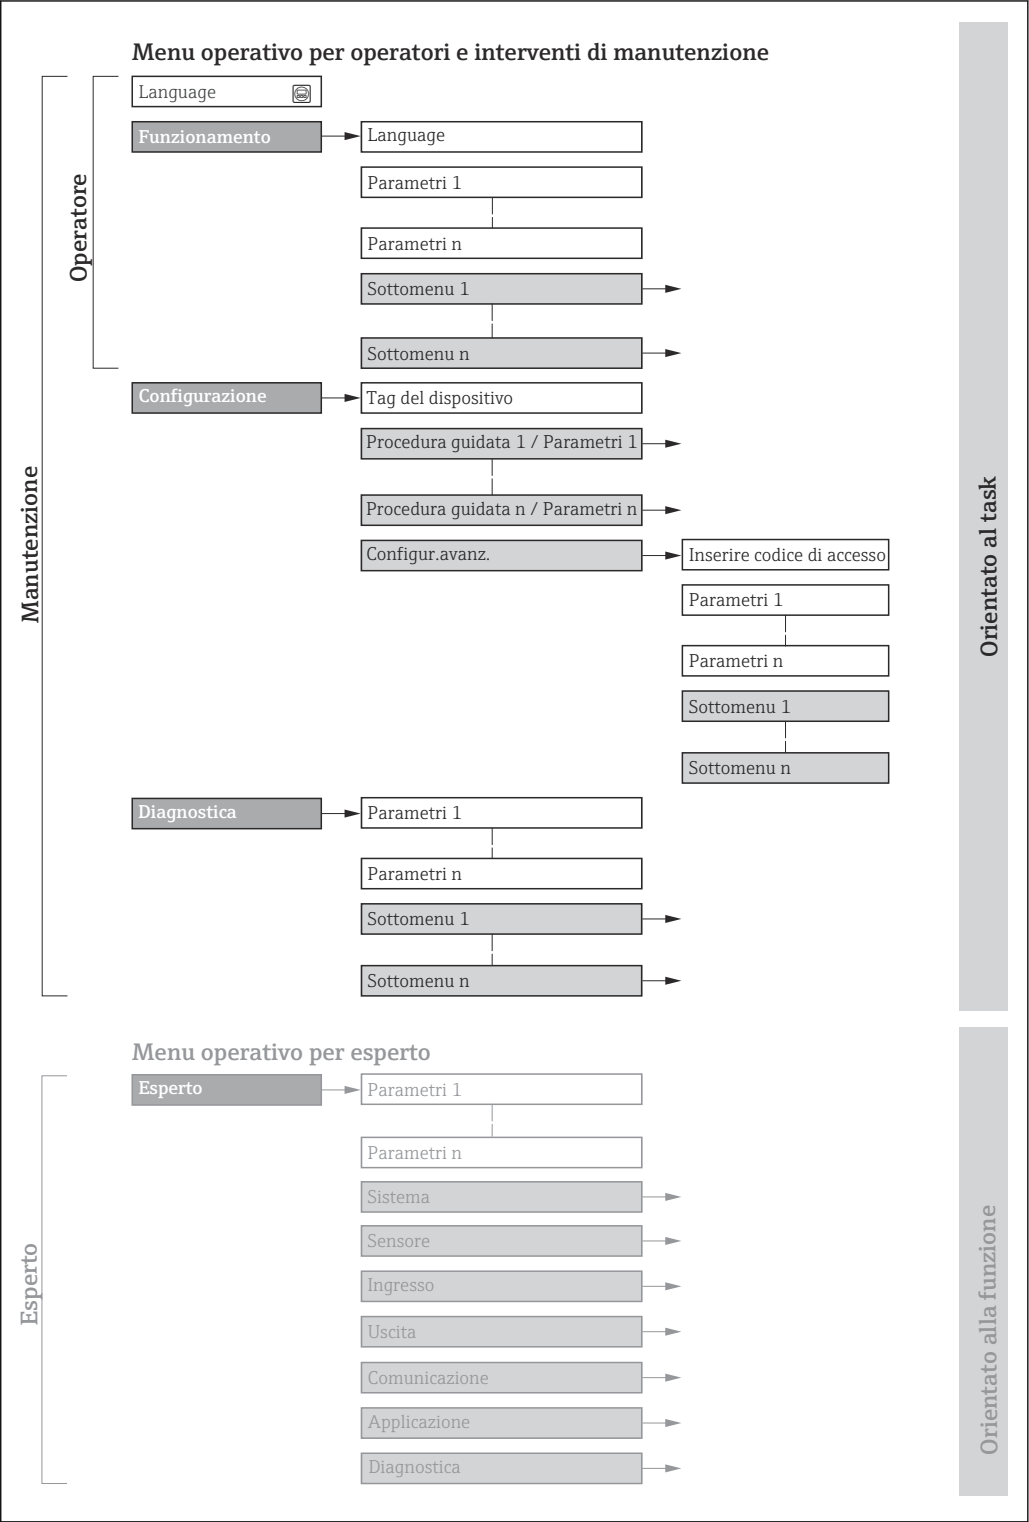 Menu operativo per operatori e interventi di manutenzione
Language
Funzionamento
Language
Parametri 1
Parametri n
Sottomenu 1
Sottomenu n
Operatore
Configurazione
Tag del dispositivo
Procedura guidata 1 / Parametri 1
Procedura guidata n / Parametri n
Configur.avanz.
Inserire codice di accesso
Parametri 1
Parametri n
Sottomenu 1
Sottomenu n
Manutenzione
Orientato al task
Diagnostica
Parametri 1
Parametri n
Sottomenu 1
Sottomenu n
Menu operativo per esperto
Esperto
Parametri 1
Parametri n
Sistema
Sensore
Ingresso
Uscita
Comunicazione
Applicazione
Diagnostica
Esperto
Orientato alla funzione